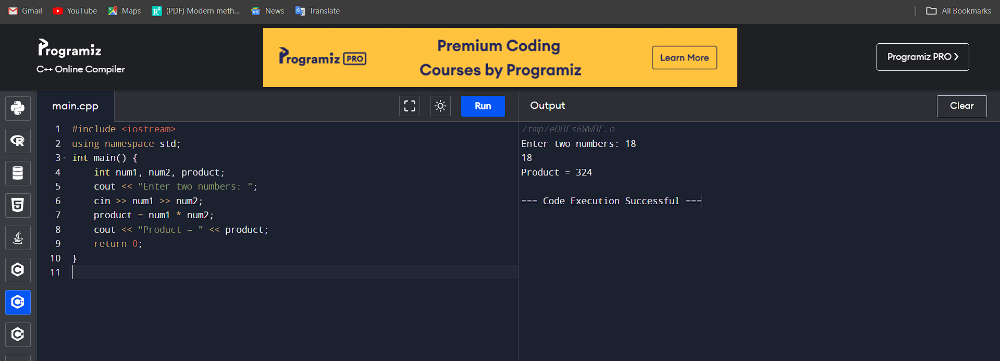 Gmail YouTube Maps (PDF) Modern meth... News Translate All Bookmarks
Programiz
C++ Online Compiler
Programiz PRO
Premium Coding
Courses by Programiz
Learn More
Programiz PRO ❯
main.cpp
Run
Output
Clear
1 #include <iostream>
2 using namespace std;
3 int main() {
4     int num1, num2, product;
5     cout << "Enter two numbers: ";
6     cin >> num1 >> num2;
7     product = num1 * num2;
8     cout << "Product = " << product;
9     return 0;
10 }
11
/tmp/eDBFs6WWBE.o
Enter two numbers: 18
18
Product = 324
=== Code Execution Successful ===